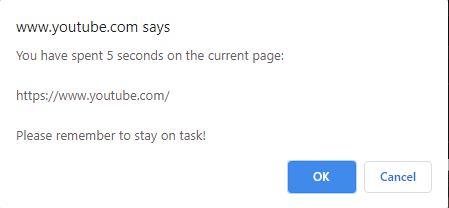 www.youtube.com says
You have spent 5 seconds on the current page:
https://www.youtube.com/
Please remember to stay on task!
OK Cancel